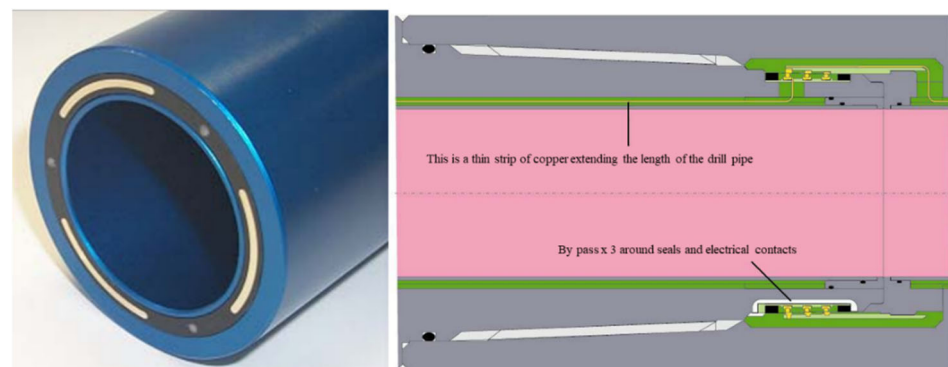 This is a thin strip of copper extending the length of the drill pipe
By pass x 3 around seals and electrical contacts